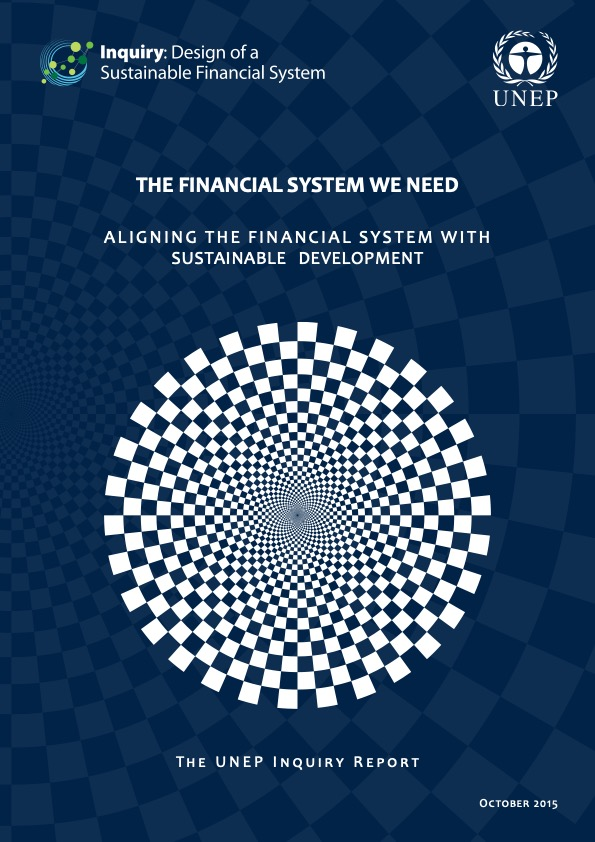 Inquiry: Design of a
Sustainable Financial System
UNEP
THE FINANCIAL SYSTEM WE NEED
ALIGNING THE FINANCIAL SYSTEM WITH
SUSTAINABLE DEVELOPMENT
The UNEP Inquiry Report
October 2015